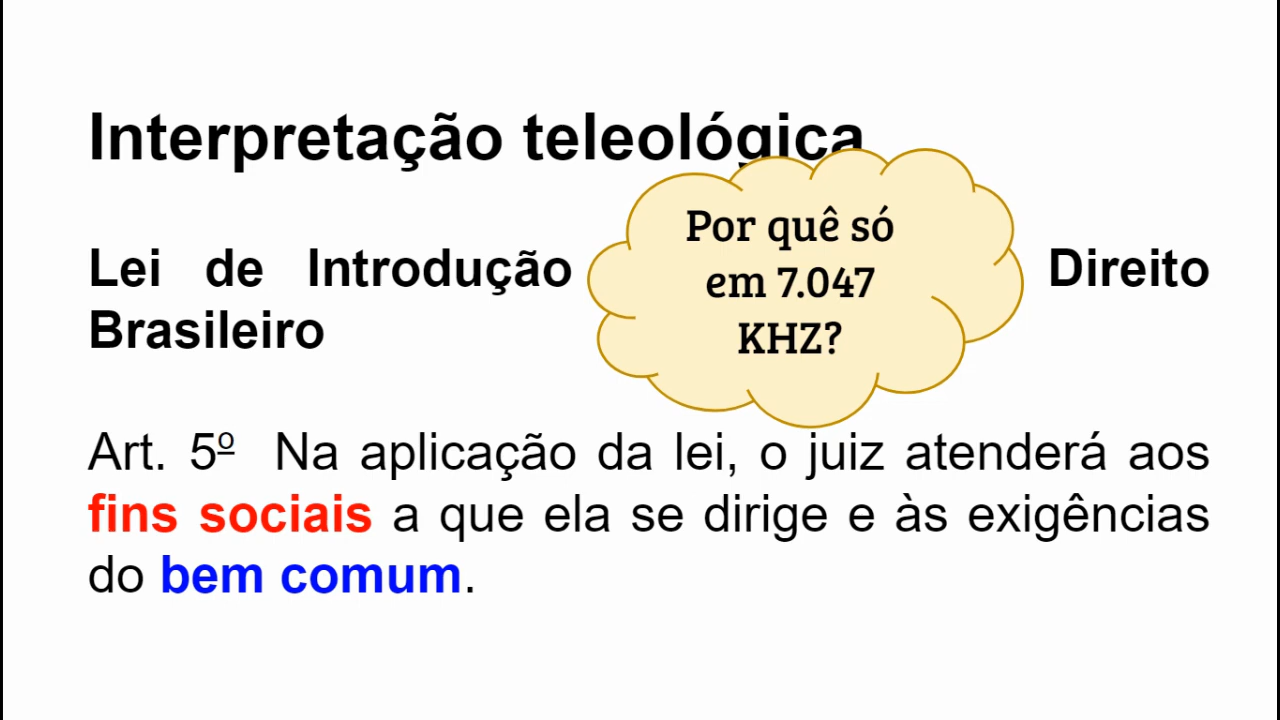 Interpretação teleológica
Lei de Introdução Direito
Brasileiro
Por quê só
em 7.047
KHZ?
Art. 5º Na aplicação da lei, o juiz atenderá aos
fins sociais a que ela se dirige e às exigências
do bem comum.